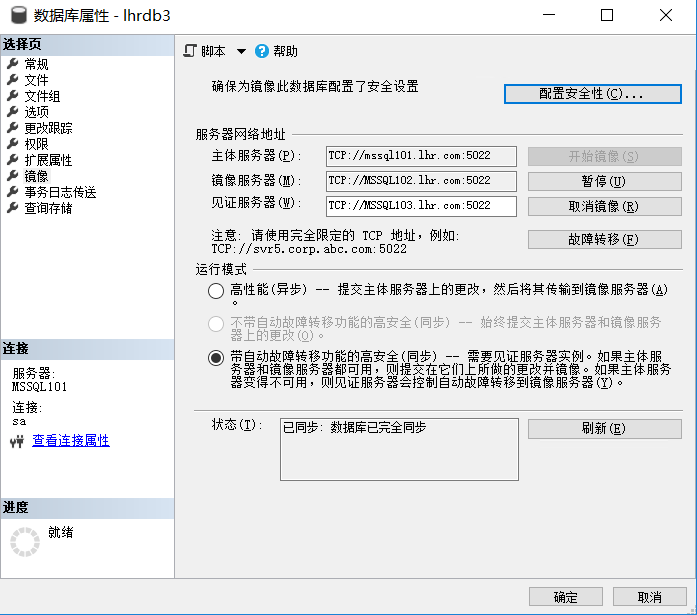 数据库属性 - lhrdb3
选择页
常规
文件
文件组
选项
更改跟踪
权限
扩展属性
镜像
事务日志传送
查询存储
连接
服务器:
MSSQL101
连接:
sa
查看连接属性
进度
就绪
脚本
帮助
确保为镜像此数据库配置了安全设置
配置安全性(C)...
服务器网络地址
主体服务器(P):
TCP://mssql101.lhr.com:5022
开始镜像(S)
镜像服务器(M):
TCP://MSSQL102.lhr.com:5022
暂停(U)
见证服务器(W):
TCP://MSSQL103.lhr.com:5022
取消镜像(R)
注意: 请使用完全限定的 TCP 地址，例如:
TCP://svr5.corp.abc.com:5022
故障转移(F)
运行模式
高性能(异步) -- 提交主体服务器上的更改，然后将其传输到镜像服务器(A)
。
不带自动故障转移功能的高安全(同步) -- 始终提交主体服务器和镜像服务
器上的更改(O)。
带自动故障转移功能的高安全(同步) -- 需要见证服务器实例。如果主体服
务器和镜像服务器都可用，则提交在它们上所做的更改并镜像。如果主体服务
器变得不可用，则见证服务器会控制自动故障转移到镜像服务器(Y)。
状态(T):
已同步: 数据库已完全同步
刷新(E)
确定
取消